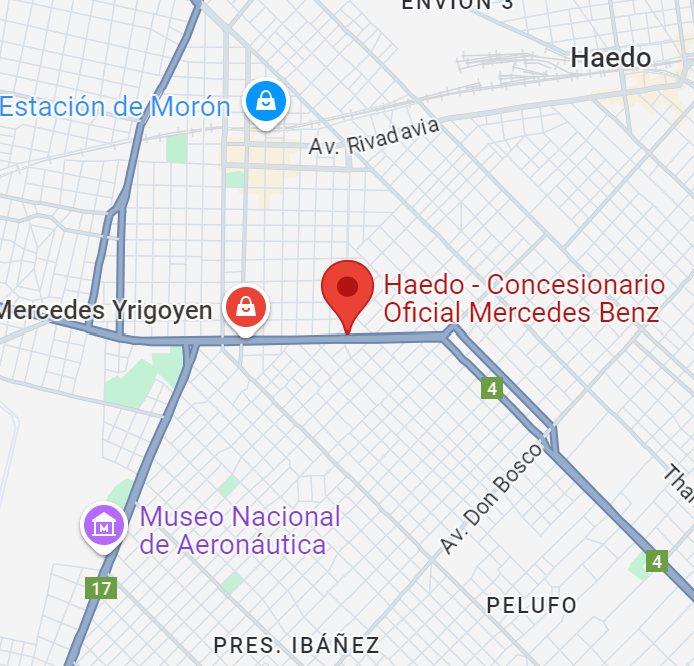 ENVION 3
Haedo
Estación de Morón
Av. Rivadavia
Haedo - Concesionario
Oficial Mercedes Benz
Mercedes Yrigoyen
4
Av. Don Bosco
Museo Nacional
de Aeronáutica
M
4
17
PELUFO
PRES. IBÁÑEZ